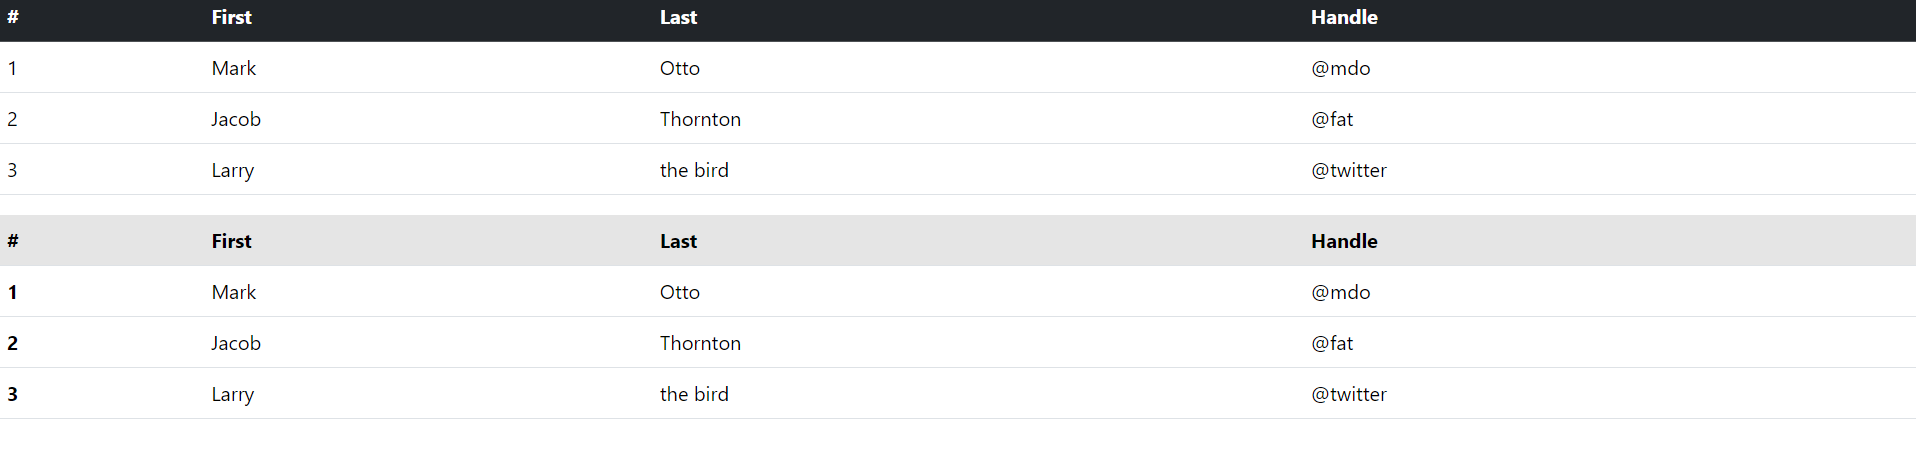 # First Last Handle
1 Mark Otto @mdo
2 Jacob Thornton @fat
3 Larry the bird @twitter
# First Last Handle
1 Mark Otto @mdo
2 Jacob Thornton @fat
3 Larry the bird @twitter